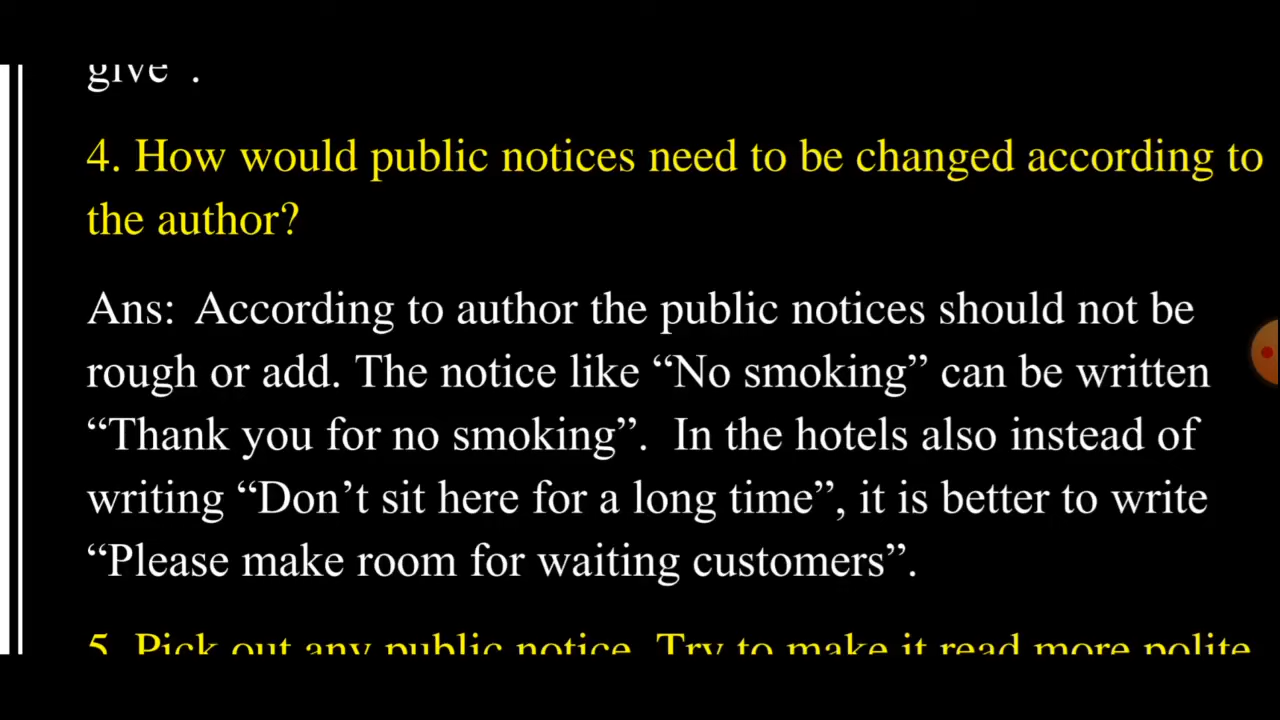 give".
4. How would public notices need to be changed according to
the author?
Ans: According to author the public notices should not be
rough or add. The notice like “No smoking” can be written
“Thank you for no smoking”. In the hotels also instead of
writing “Don’t sit here for a long time”, it is better to write
“Please make room for waiting customers”.
5. Pick out any public notice. Try to make it read more polite